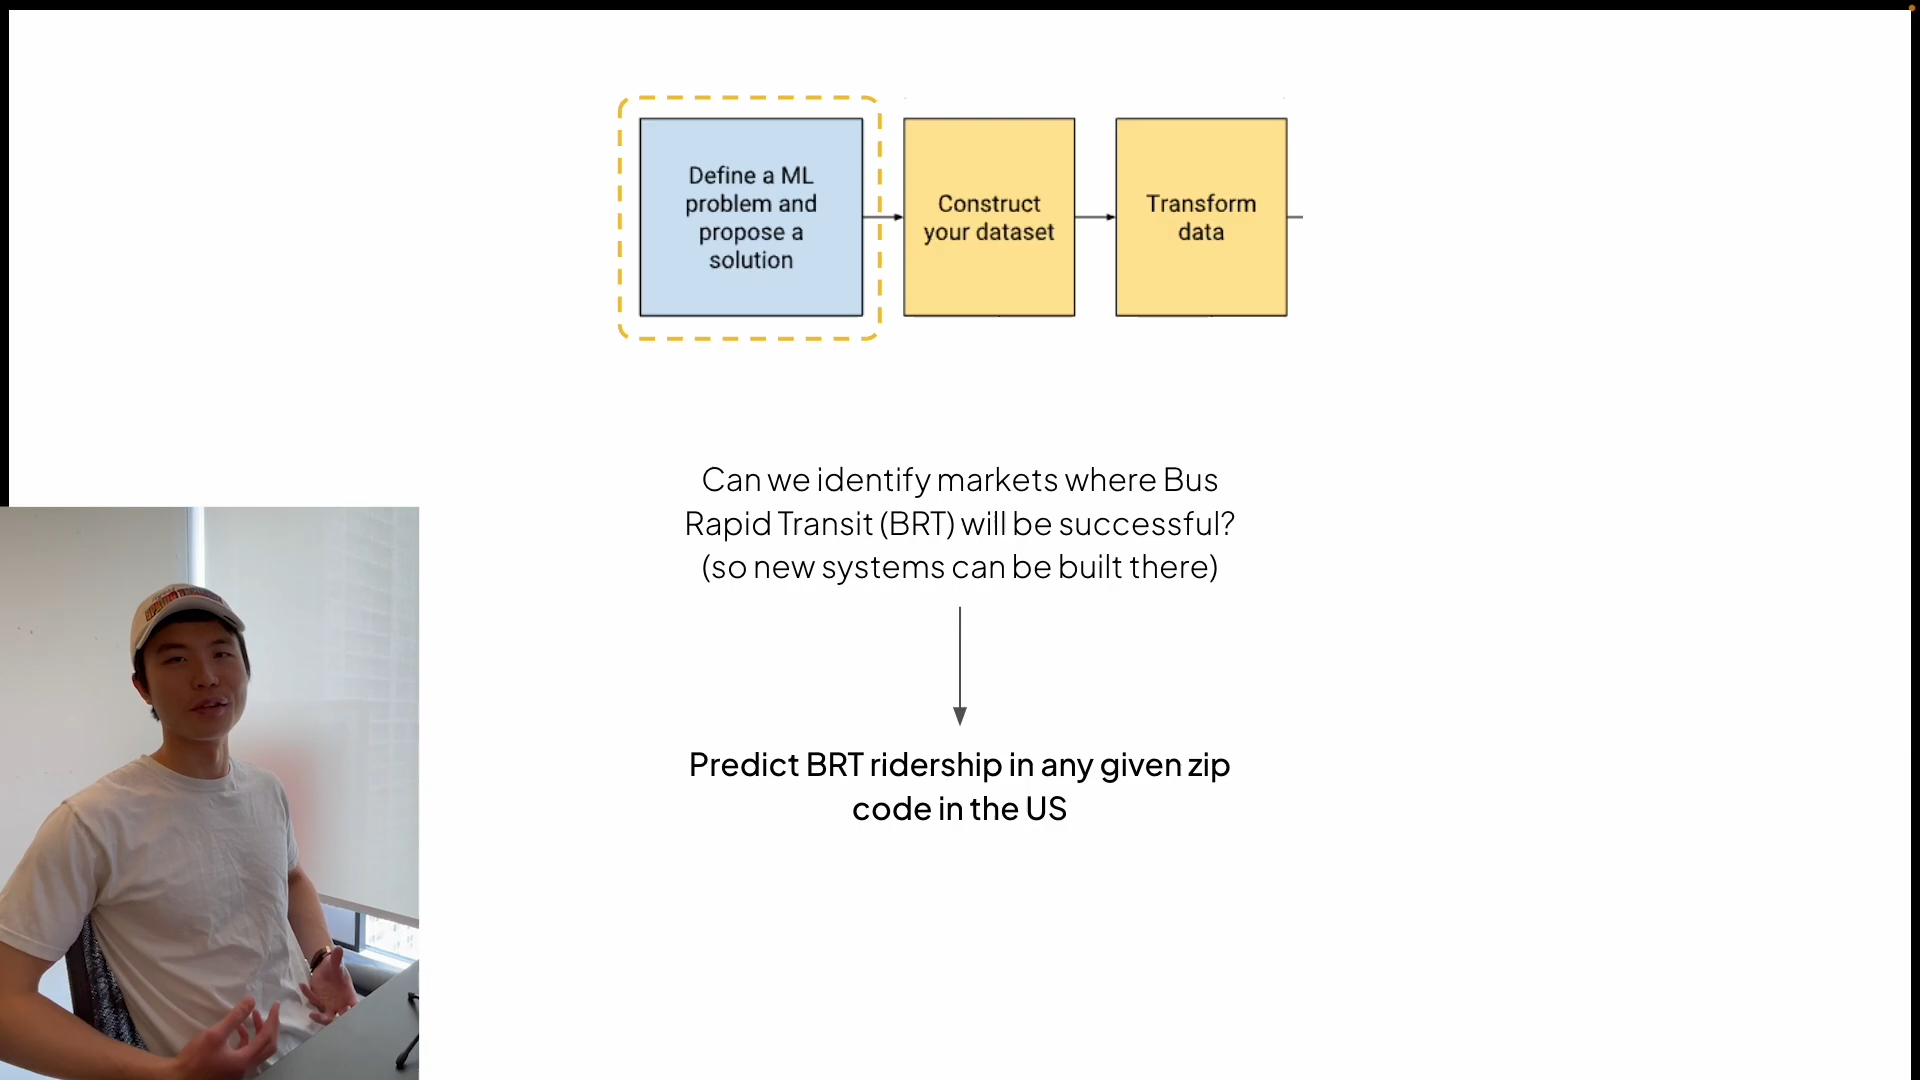 Define a ML
problem and
propose a
solution
Construct
your dataset
Transform
data
Can we identify markets where Bus
Rapid Transit (BRT) will be successful?
(so new systems can be built there)
Predict BRT ridership in any given zip
code in the US